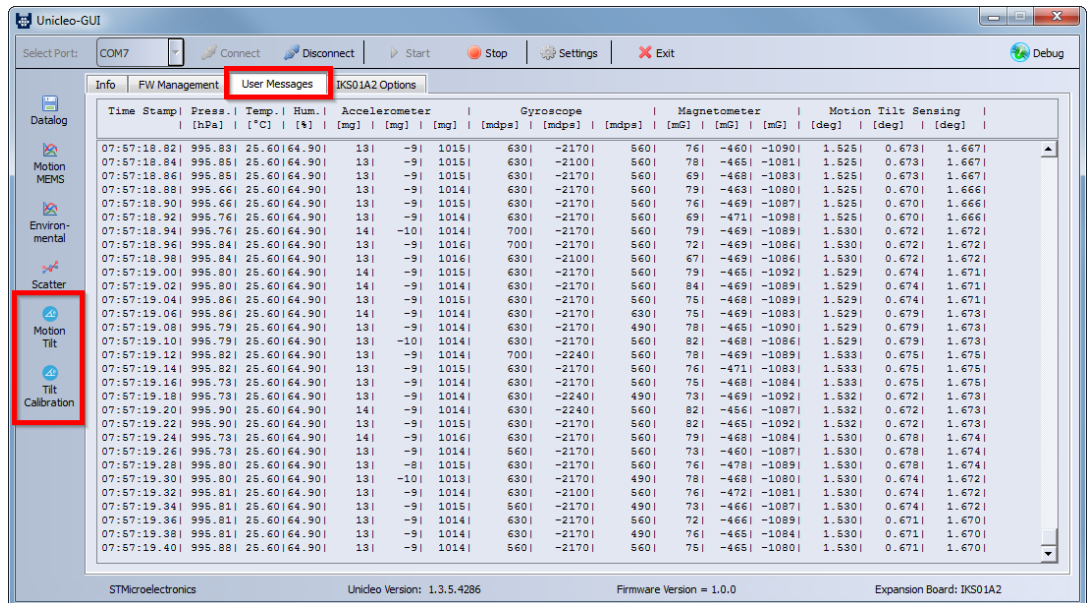 Unicleo-GUI
Select Port: COM7 Connect Disconnect Start Stop Settings Exit Debug
Info FW Management User Messages IKS01A2 Options
Datalog
Motion MEMS
Environ-mental
Scatter
Motion Tilt
Tilt Calibration
Time Stamp| Press.| Temp.| Hum.| Accelerometer | Gyroscope | Magnetometer | Motion Tilt Sensing |
| [hPa] | [°C] | [%] | [mg] | [mg] | [mg] | [mdps] | [mdps] | [mdps] | [mG] | [mG] | [mG] | [deg] | [deg] | [deg] |
07:57:18.82| 995.83| 25.60|64.90| 13| -9| 1015| 630| -2170| 560| 76| -460| -1090| 1.525| 0.673| 1.667|
07:57:18.84| 995.85| 25.60|64.90| 13| -9| 1015| 630| -2100| 560| 78| -465| -1081| 1.525| 0.673| 1.667|
07:57:18.86| 995.85| 25.60|64.90| 13| -9| 1015| 630| -2170| 560| 69| -468| -1083| 1.525| 0.673| 1.667|
07:57:18.88| 995.66| 25.60|64.90| 13| -9| 1015| 630| -2170| 560| 79| -463| -1080| 1.525| 0.670| 1.666|
07:57:18.90| 995.66| 25.60|64.90| 13| -9| 1015| 630| -2170| 560| 76| -469| -1087| 1.525| 0.670| 1.666|
07:57:18.92| 995.76| 25.60|64.90| 13| -9| 1014| 630| -2170| 560| 69| -471| -1098| 1.525| 0.670| 1.666|
07:57:18.94| 995.76| 25.60|64.90| 14| -10| 1014| 700| -2170| 560| 79| -469| -1089| 1.530| 0.672| 1.672|
07:57:18.96| 995.84| 25.60|64.90| 13| -9| 1016| 700| -2170| 560| 72| -469| -1086| 1.530| 0.672| 1.672|
07:57:18.98| 995.84| 25.60|64.90| 13| -9| 1016| 630| -2100| 560| 67| -469| -1086| 1.530| 0.672| 1.672|
07:57:19.00| 995.80| 25.60|64.90| 14| -9| 1015| 630| -2170| 560| 79| -465| -1092| 1.529| 0.674| 1.671|
07:57:19.02| 995.80| 25.60|64.90| 14| -9| 1014| 630| -2170| 560| 84| -469| -1089| 1.529| 0.674| 1.671|
07:57:19.04| 995.86| 25.60|64.90| 13| -9| 1015| 630| -2170| 560| 75| -468| -1089| 1.529| 0.674| 1.671|
07:57:19.06| 995.86| 25.60|64.90| 14| -9| 1014| 630| -2170| 630| 75| -469| -1083| 1.529| 0.679| 1.673|
07:57:19.08| 995.79| 25.60|64.90| 13| -9| 1014| 630| -2170| 490| 78| -465| -1090| 1.529| 0.679| 1.673|
07:57:19.10| 995.79| 25.60|64.90| 13| -10| 1014| 630| -2170| 560| 82| -468| -1086| 1.529| 0.679| 1.673|
07:57:19.12| 995.82| 25.60|64.90| 13| -9| 1014| 700| -2240| 560| 78| -469| -1089| 1.533| 0.675| 1.675|
07:57:19.14| 995.82| 25.60|64.90| 13| -9| 1015| 630| -2170| 560| 76| -471| -1083| 1.533| 0.675| 1.675|
07:57:19.16| 995.73| 25.60|64.90| 13| -9| 1014| 630| -2170| 560| 75| -468| -1084| 1.533| 0.675| 1.675|
07:57:19.18| 995.73| 25.60|64.90| 13| -9| 1014| 630| -2240| 490| 73| -469| -1092| 1.532| 0.672| 1.673|
07:57:19.20| 995.90| 25.60|64.90| 14| -9| 1014| 630| -2240| 560| 82| -456| -1087| 1.532| 0.672| 1.673|
07:57:19.22| 995.90| 25.60|64.90| 13| -9| 1015| 630| -2170| 560| 82| -465| -1092| 1.532| 0.672| 1.673|
07:57:19.24| 995.73| 25.60|64.90| 14| -9| 1016| 630| -2170| 560| 79| -468| -1084| 1.530| 0.678| 1.674|
07:57:19.26| 995.73| 25.60|64.90| 13| -9| 1014| 560| -2170| 560| 73| -460| -1087| 1.530| 0.678| 1.674|
07:57:19.28| 995.80| 25.60|64.90| 13| -8| 1015| 630| -2170| 560| 76| -478| -1089| 1.530| 0.678| 1.674|
07:57:19.30| 995.80| 25.60|64.90| 13| -10| 1013| 630| -2170| 490| 78| -468| -1080| 1.530| 0.674| 1.672|
07:57:19.32| 995.81| 25.60|64.90| 13| -9| 1014| 630| -2100| 560| 76| -472| -1081| 1.530| 0.674| 1.672|
07:57:19.34| 995.81| 25.60|64.90| 13| -9| 1015| 560| -2170| 490| 73| -466| -1087| 1.530| 0.674| 1.672|
07:57:19.36| 995.81| 25.60|64.90| 13| -9| 1014| 630| -2170| 560| 72| -466| -1089| 1.530| 0.671| 1.670|
07:57:19.38| 995.81| 25.60|64.90| 13| -9| 1014| 630| -2170| 490| 76| -465| -1084| 1.530| 0.671| 1.670|
07:57:19.40| 995.88| 25.60|64.90| 13| -9| 1014| 560| -2170| 560| 75| -465| -1080| 1.530| 0.671| 1.670|
STMicroelectronics Unicleo Version: 1.3.5.4286 Firmware Version = 1.0.0 Expansion Board: IKS01A2